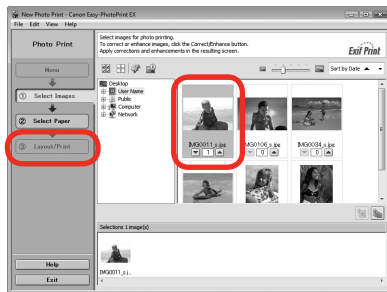 New Photo Print - Canon Easy-PhotoPrint EX
File Edit View Help
Photo Print
Select images for photo printing.
To correct or enhance images, click the Correct/Enhance button.
Apply corrections and enhancements in the resulting screen.
Exif Print
Menu
Sort by Date
① Select Images
② Select Paper
③ Layout/Print
Desktop
User Name
Public
Computer
Network
IMG0011_s.jpg
IMG0106_s.jpg
IMG0034_s.jpg
1
0
0
Selections 1 image(s)
IMG0011_s.j...
Help
Exit